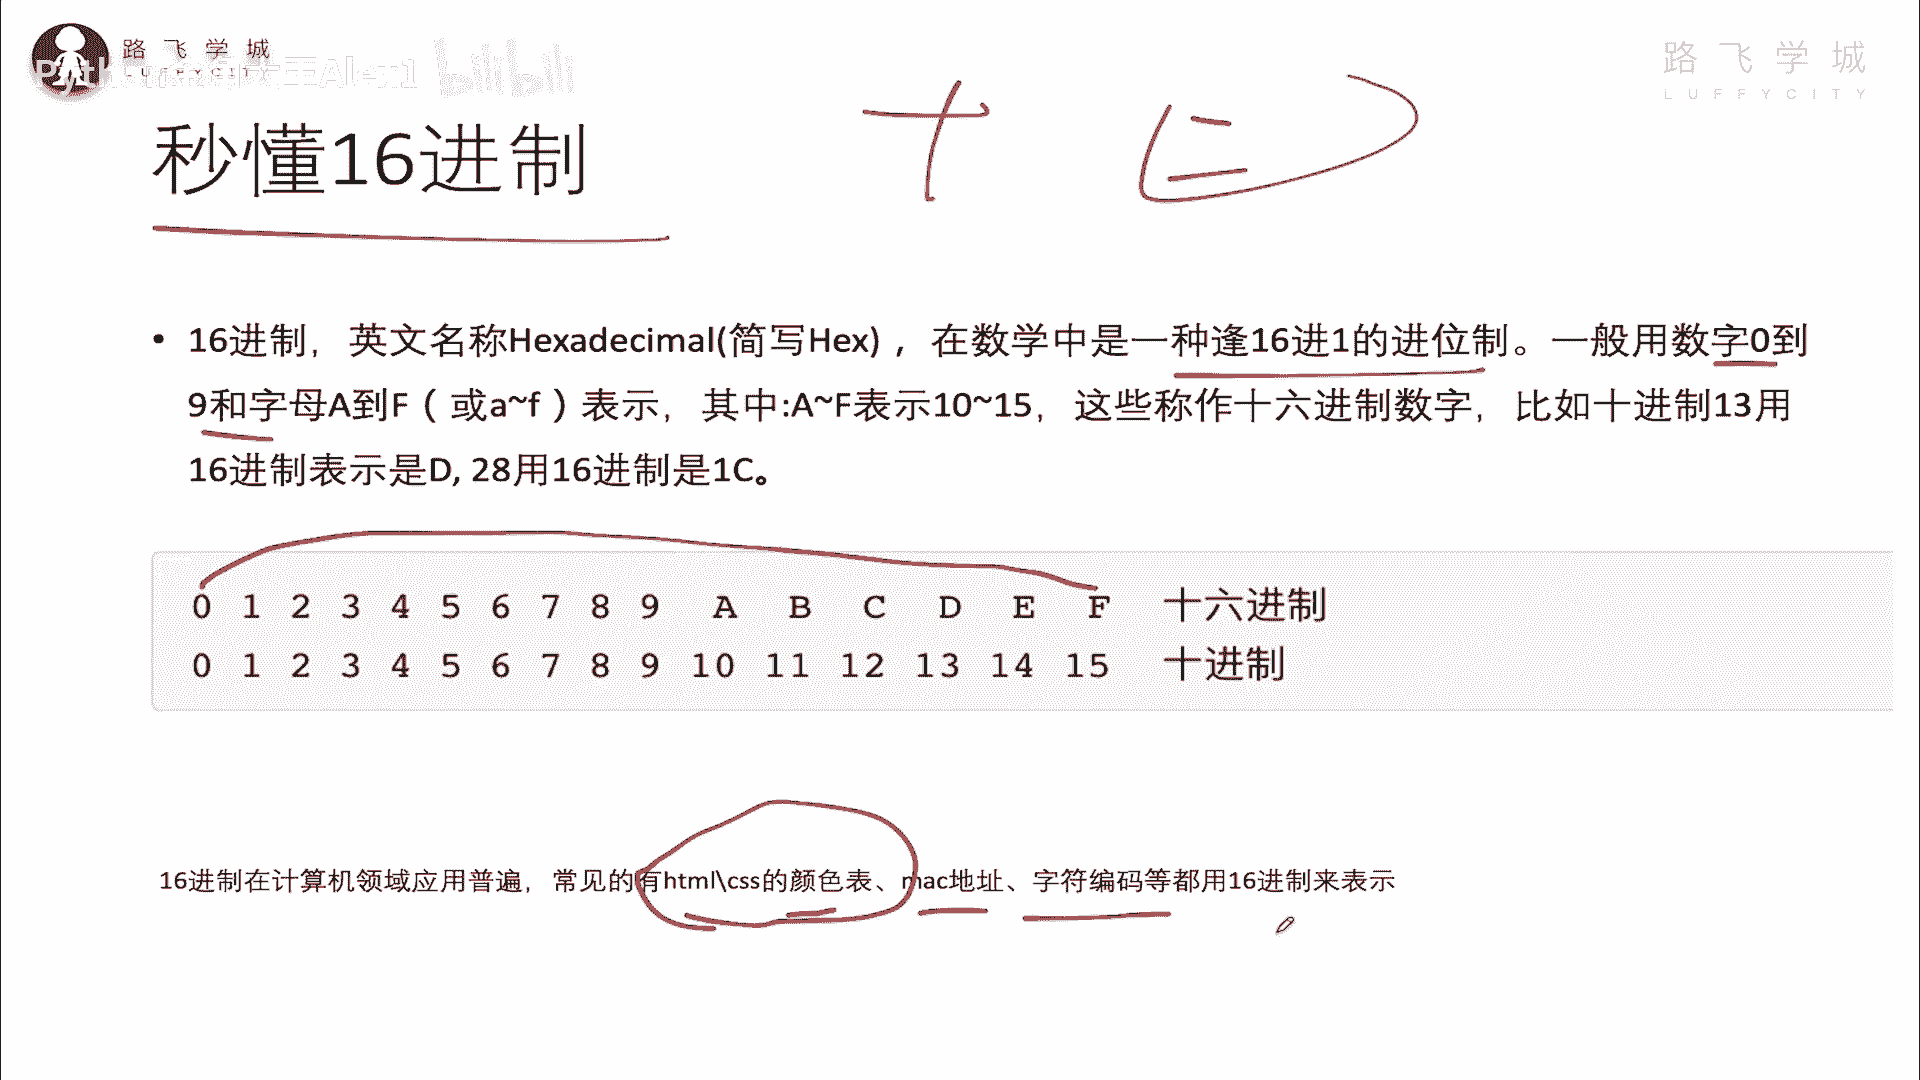 路飞学城
LUFFYCITY
Alex1
bilibili
路飞学城
LUFFYCITY
秒懂16进制
十 二
• 16进制，英文名称Hexadecimal(简写Hex)，在数学中是一种逢16进1的进位制。一般用数字0到
9和字母A到F（或a~f）表示，其中:A~F表示10~15，这些称作十六进制数字，比如十进制13用
16进制表示是D, 28用16进制是1C。
0 1 2 3 4 5 6 7 8 9 A B C D E F 十六进制
0 1 2 3 4 5 6 7 8 9 10 11 12 13 14 15 十进制
16进制在计算机领域应用普遍，常见的有html\css的颜色表、mac地址、字符编码等都用16进制来表示